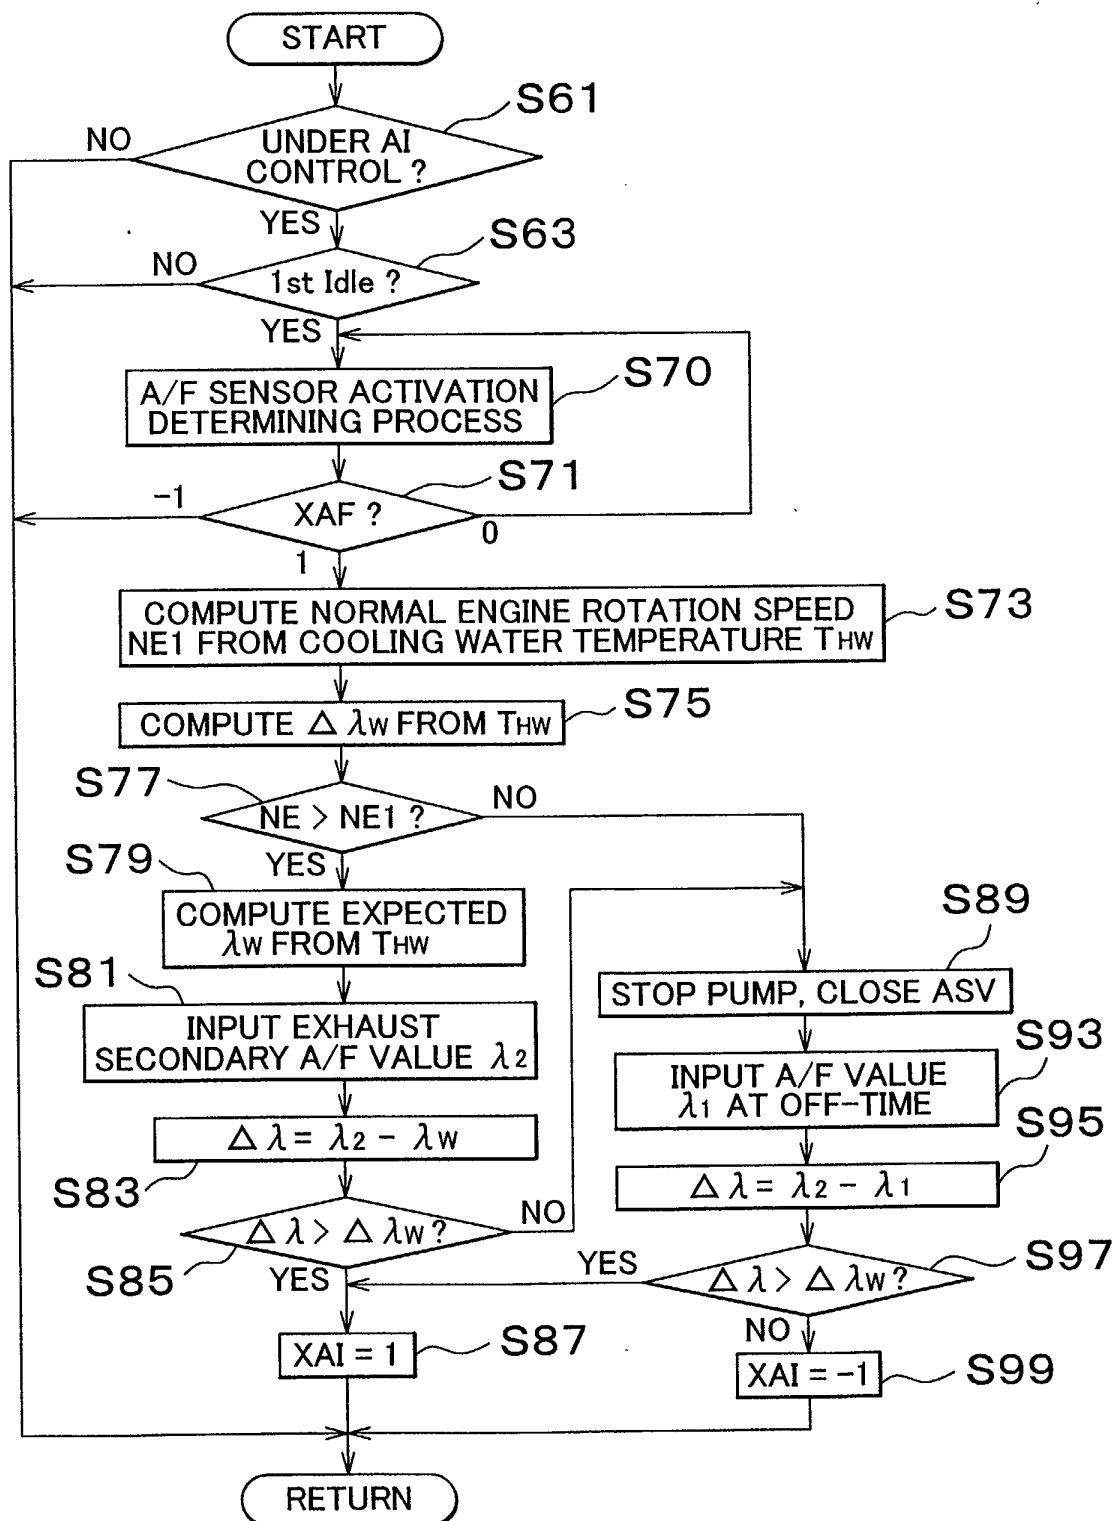 START
S61
NO
UNDER AI
CONTROL ?
YES
S63
NO
1st Idle ?
YES
S70
A/F SENSOR ACTIVATION
DETERMINING PROCESS
S71
-1
XAF ?
0
1
S73
COMPUTE NORMAL ENGINE ROTATION SPEED
NE1 FROM COOLING WATER TEMPERATURE THW
S75
COMPUTE △ λW FROM THW
S77
NO
NE > NE1 ?
YES
S79
COMPUTE EXPECTED
λW FROM THW
S89
STOP PUMP, CLOSE ASV
S81
INPUT EXHAUST
SECONDARY A/F VALUE λ2
S93
INPUT A/F VALUE
λ1 AT OFF-TIME
△ λ = λ2 - λW
S83
S95
△ λ = λ2 - λ1
△ λ > △ λW ?
NO
S85
YES
S97
YES
△ λ > △ λW ?
NO
XAI = 1
S87
XAI = -1
S99
RETURN